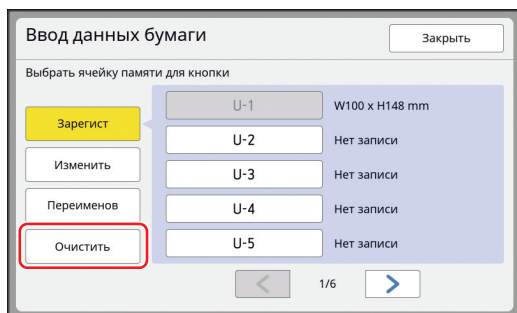 Ввод данных бумаги
Закрыть
Выбрать ячейку памяти для кнопки
Зарегист
Изменить
Переименов
Очистить
U-1 W100 x H148 mm
U-2 Нет записи
U-3 Нет записи
U-4 Нет записи
U-5 Нет записи
1/6